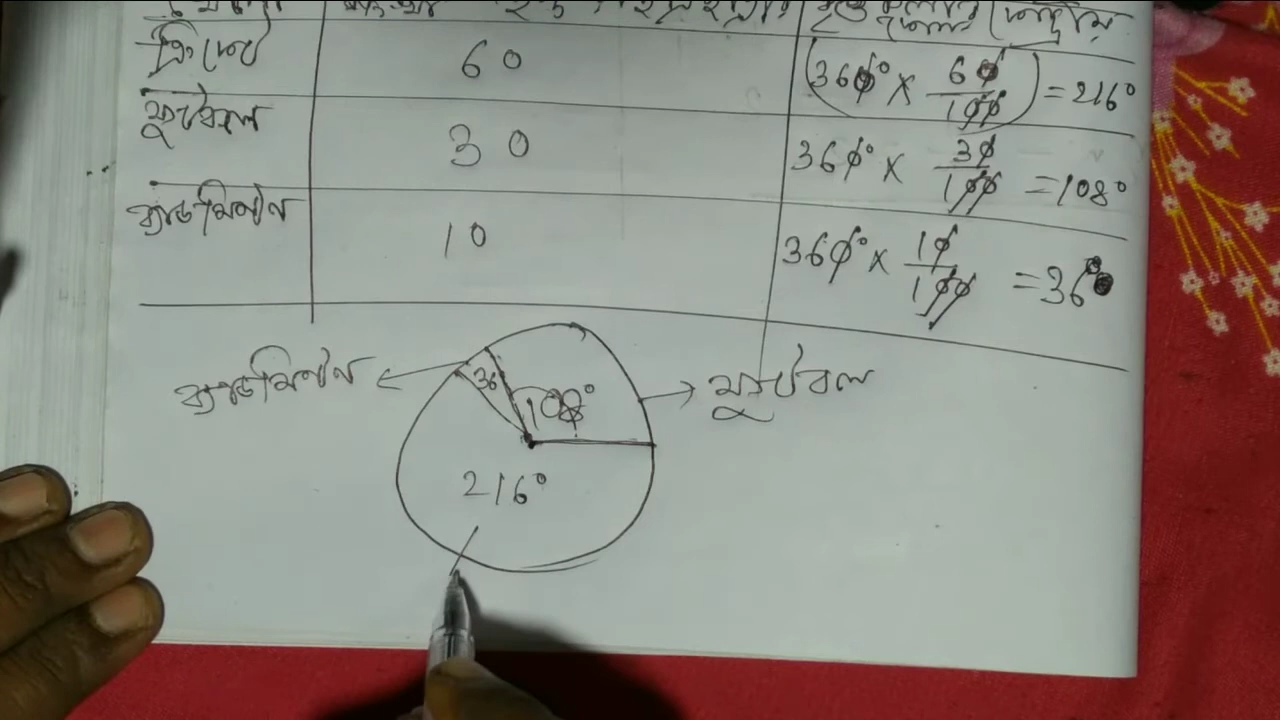 ক্রিকেট 60 (360° × 60/100) = 216°
ফুটবল 30 360° × 30/100 = 108°
ব্যাডমিন্টন 10 360° × 10/100 = 36°
ব্যাডমিন্টন 36 108° ফুটবল
216°